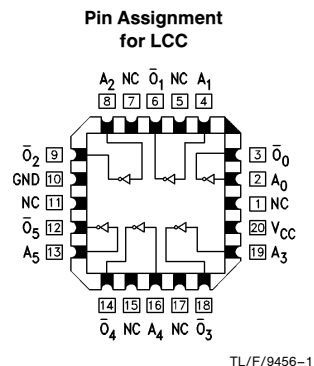 Pin Assignment
for LCC
A2 NC Ō1 NC A1
8 7 6 5 4
Ō2 9
GND 10
NC 11
Ō5 12
A5 13
3 Ō0
2 A0
1 NC
20 VCC
19 A3
14 15 16 17 18
Ō4 NC A4 NC Ō3
TL/F/9456–1